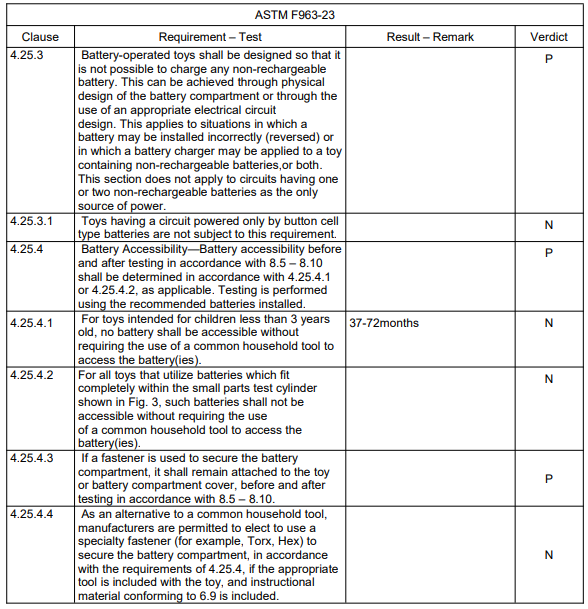 ASTM F963-23
Clause Requirement – Test Result – Remark Verdict
4.25.3 Battery-operated toys shall be designed so that it P
is not possible to charge any non-rechargeable
battery. This can be achieved through physical
design of the battery compartment or through the
use of an appropriate electrical circuit
design. This applies to situations in which a
battery may be installed incorrectly (reversed) or
in which a battery charger may be applied to a toy
containing non-rechargeable batteries,or both.
This section does not apply to circuits having one
or two non-rechargeable batteries as the only
source of power.
4.25.3.1 Toys having a circuit powered only by button cell N
type batteries are not subject to this requirement.
4.25.4 Battery Accessibility—Battery accessibility before P
and after testing in accordance with 8.5 – 8.10
shall be determined in accordance with 4.25.4.1
or 4.25.4.2, as applicable. Testing is performed
using the recommended batteries installed.
4.25.4.1 For toys intended for children less than 3 years 37-72months N
old, no battery shall be accessible without
requiring the use of a common household tool to
access the battery(ies).
4.25.4.2 For all toys that utilize batteries which fit N
completely within the small parts test cylinder
shown in Fig. 3, such batteries shall not be
accessible without requiring the use
of a common household tool to access the
battery(ies).
4.25.4.3 If a fastener is used to secure the battery P
compartment, it shall remain attached to the toy
or battery compartment cover, before and after
testing in accordance with 8.5 – 8.10.
4.25.4.4 As an alternative to a common household tool, N
manufacturers are permitted to elect to use a
specialty fastener (for example, Torx, Hex) to
secure the battery compartment, in accordance
with the requirements of 4.25.4, if the appropriate
tool is included with the toy, and instructional
material conforming to 6.9 is included.